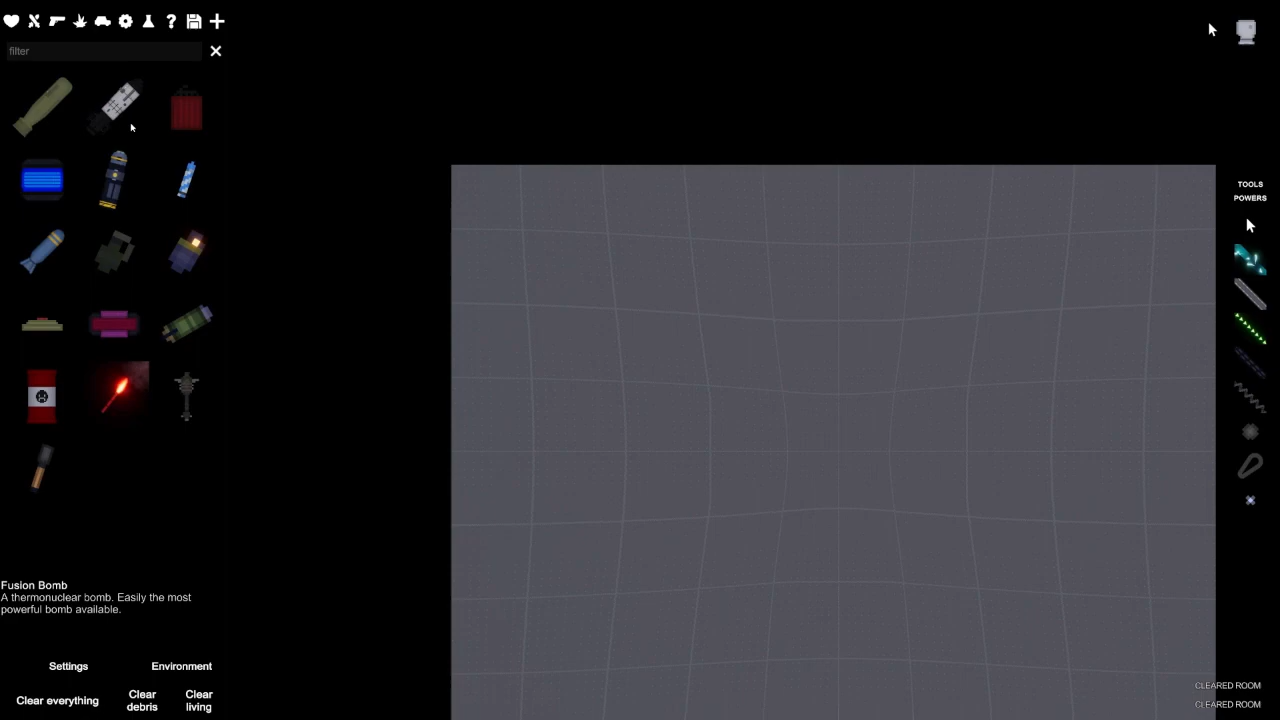 filter
TOOLS
POWERS
Fusion Bomb
A thermonuclear bomb. Easily the most
powerful bomb available.
Settings
Environment
Clear everything
Clear
debris
Clear
living
CLEARED ROOM
CLEARED ROOM